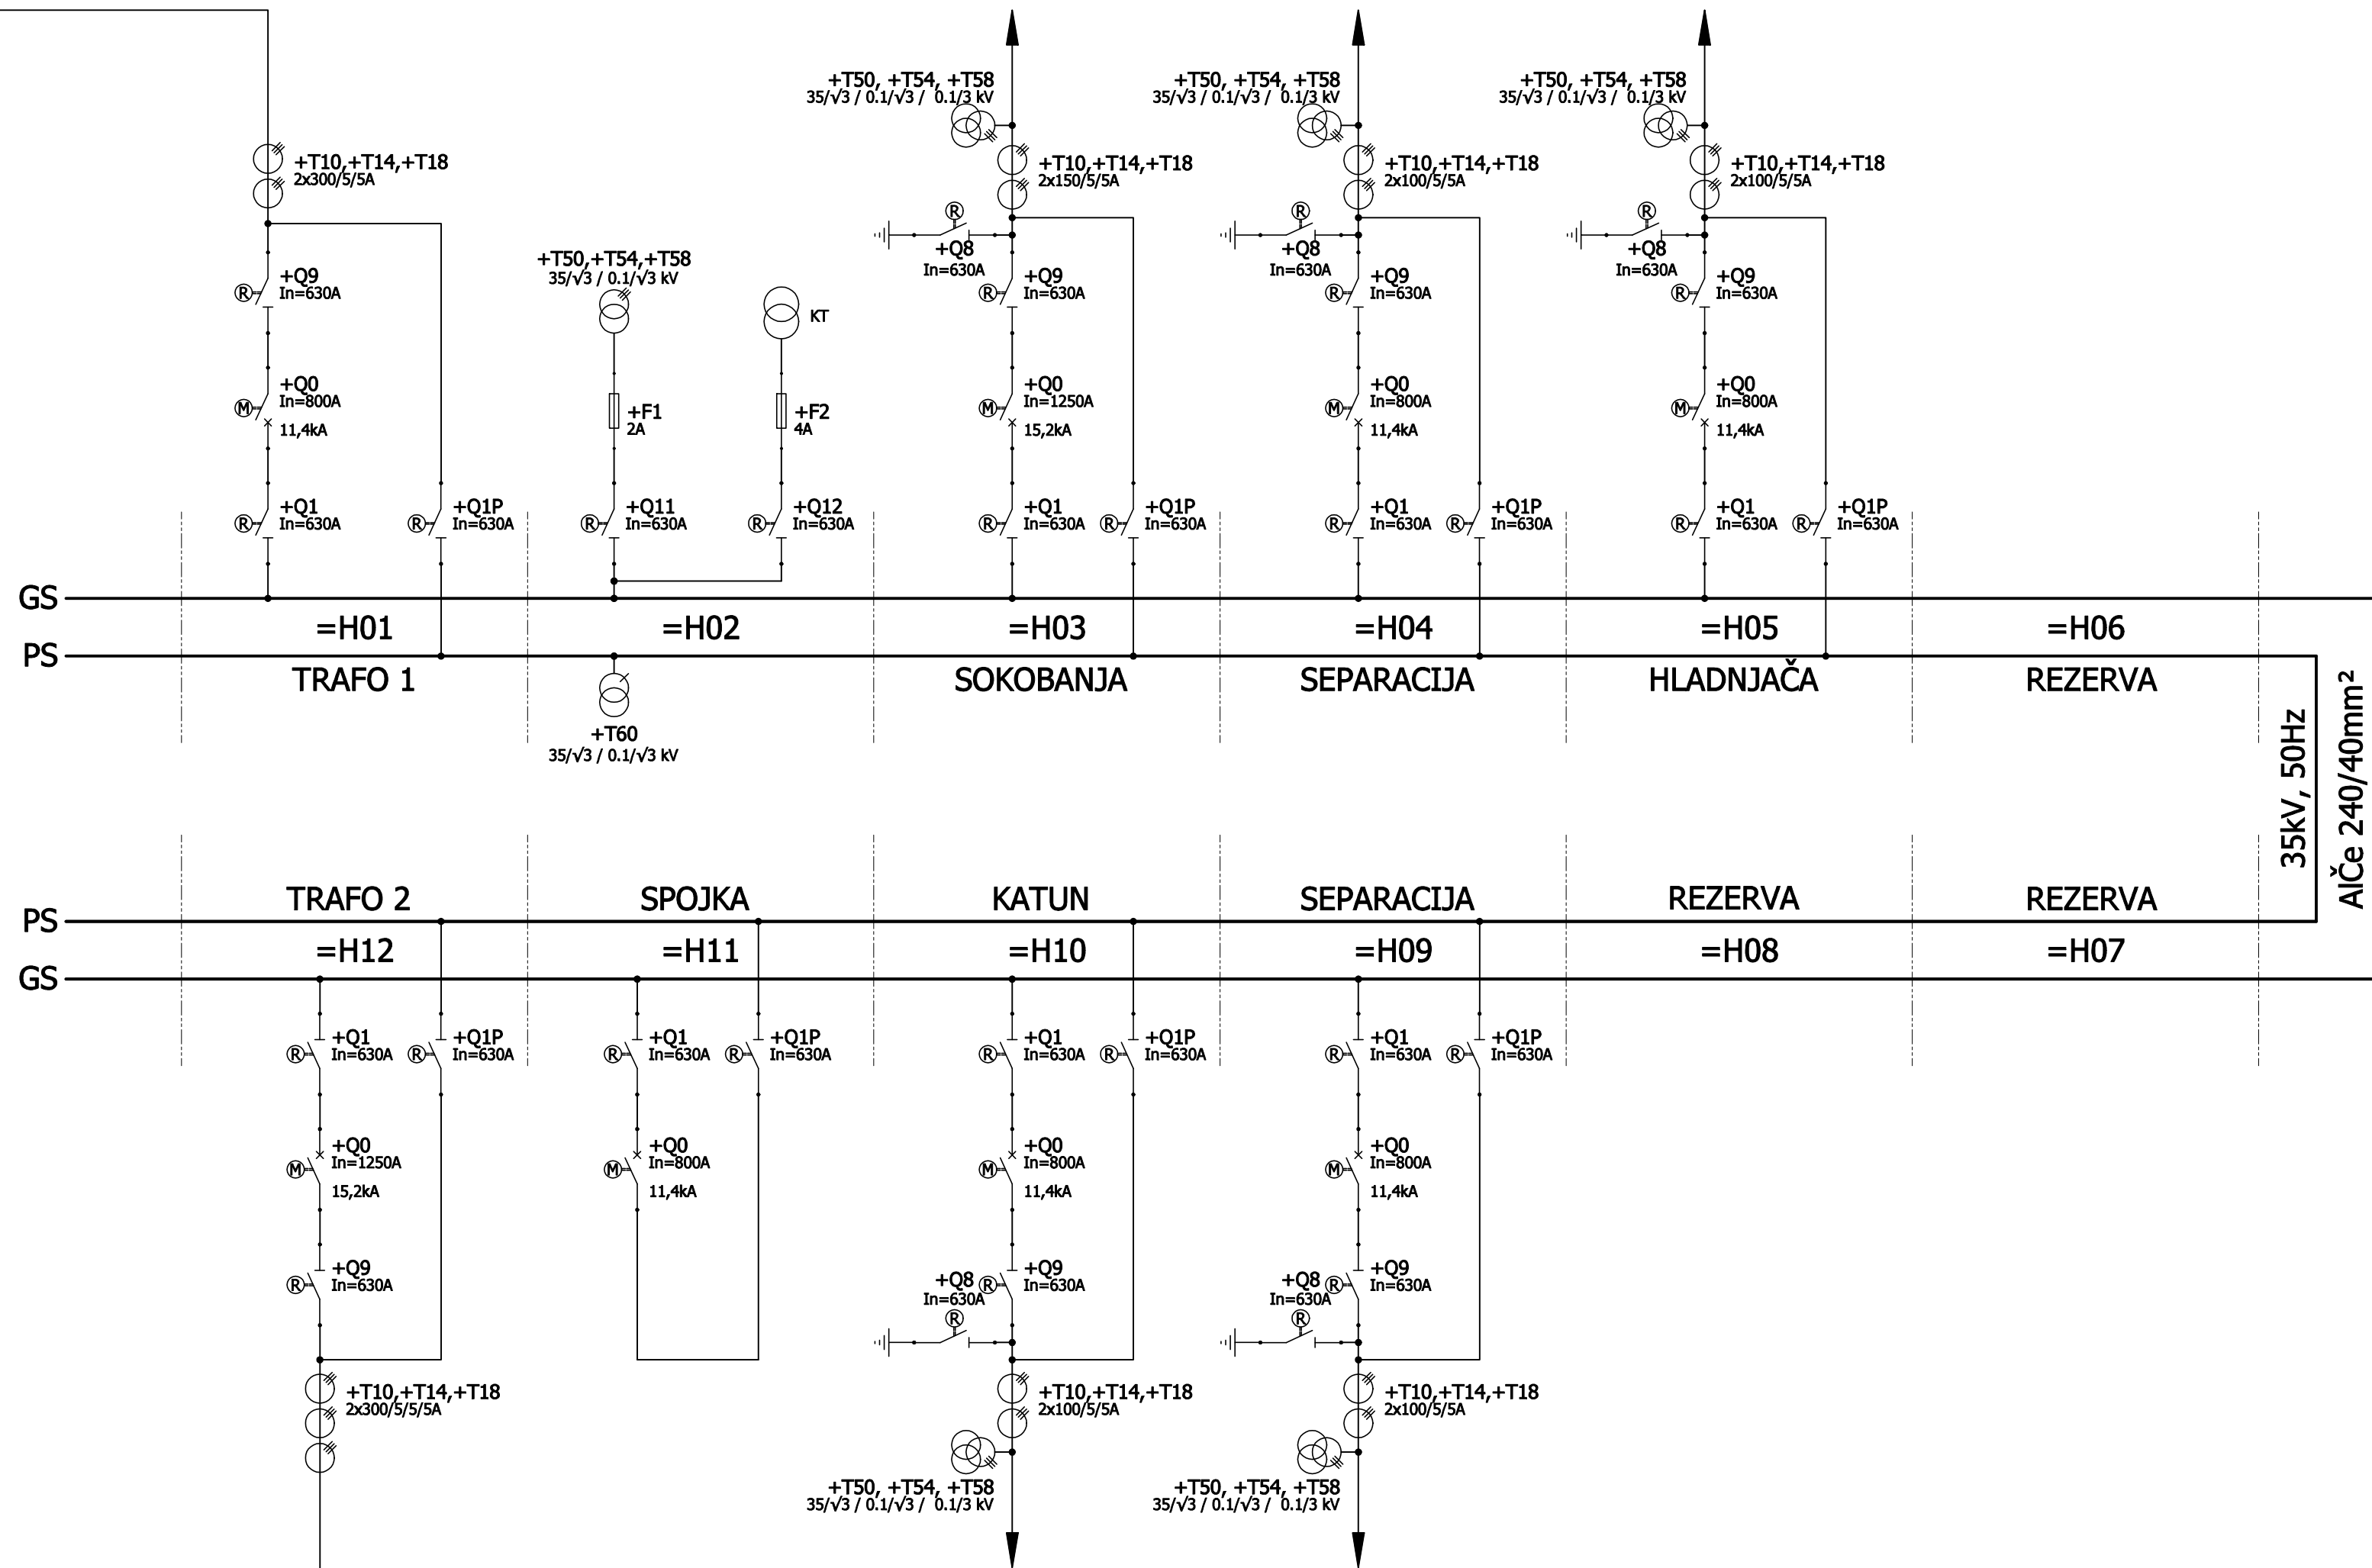 +T50, +T54, +T58
35/√3 / 0.1/√3 / 0.1/3 kV
+T10,+T14,+T18
2x150/5/5A
R
+Q8
In=630A
+T50, +T54, +T58
35/√3 / 0.1/√3 / 0.1/3 kV
+T10,+T14,+T18
2x100/5/5A
R
+Q8
In=630A
+T50, +T54, +T58
35/√3 / 0.1/√3 / 0.1/3 kV
+T10,+T14,+T18
2x100/5/5A
R
+Q8
In=630A
+T10,+T14,+T18
2x300/5/5A
R
+Q9
In=630A
M
+Q0
In=800A
11,4kA
R
+Q1
In=630A
R
+Q1P
In=630A
+T50,+T54,+T58
35/√3 / 0.1/√3 kV
+F1
2A
R
+Q11
In=630A
KT
+F2
4A
R
+Q12
In=630A
R
+Q9
In=630A
M
+Q0
In=1250A
15,2kA
R
+Q1
In=630A
R
+Q1P
In=630A
R
+Q9
In=630A
M
+Q0
In=800A
11,4kA
R
+Q1
In=630A
R
+Q1P
In=630A
R
+Q9
In=630A
M
+Q0
In=800A
11,4kA
R
+Q1
In=630A
R
+Q1P
In=630A
GS
=H01
=H02
=H03
=H04
=H05
=H06
PS
TRAFO 1
SOKOBANJA
SEPARACIJA
HLADNJAČA
REZERVA
+T60
35/√3 / 0.1/√3 kV
35kV, 50Hz
AlČe 240/40mm²
TRAFO 2
SPOJKA
KATUN
SEPARACIJA
REZERVA
REZERVA
PS
=H12
=H11
=H10
=H09
=H08
=H07
GS
R
+Q1
In=630A
R
+Q1P
In=630A
M
+Q0
In=1250A
15,2kA
R
+Q9
In=630A
+T10,+T14,+T18
2x300/5/5/5A
R
+Q1
In=630A
R
+Q1P
In=630A
M
+Q0
In=800A
11,4kA
R
+Q1
In=630A
R
+Q1P
In=630A
M
+Q0
In=800A
11,4kA
+Q8
In=630A
R
R
+Q9
In=630A
+T10,+T14,+T18
2x100/5/5A
+T50, +T54, +T58
35/√3 / 0.1/√3 / 0.1/3 kV
R
+Q1
In=630A
R
+Q1P
In=630A
M
+Q0
In=800A
11,4kA
+Q8
In=630A
R
R
+Q9
In=630A
+T10,+T14,+T18
2x100/5/5A
+T50, +T54, +T58
35/√3 / 0.1/√3 / 0.1/3 kV